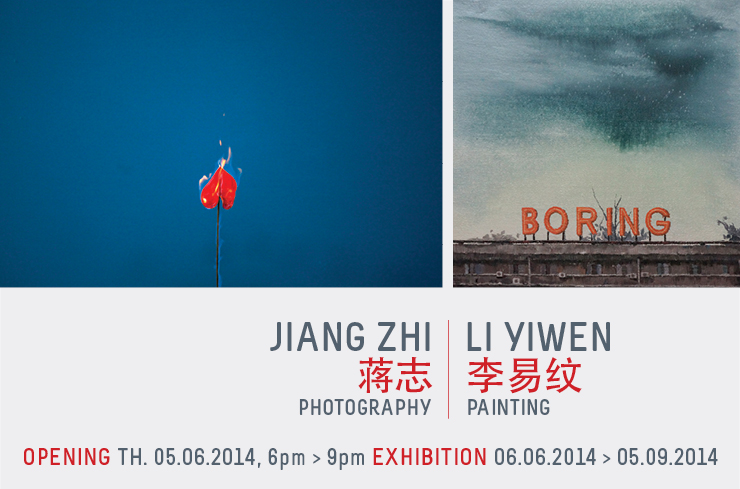 BORING
JIANG ZHI
蒋志
PHOTOGRAPHY
LI YIWEN
李易纹
PAINTING
OPENING TH. 05.06.2014, 6pm > 9pm EXHIBITION 06.06.2014 > 05.09.2014